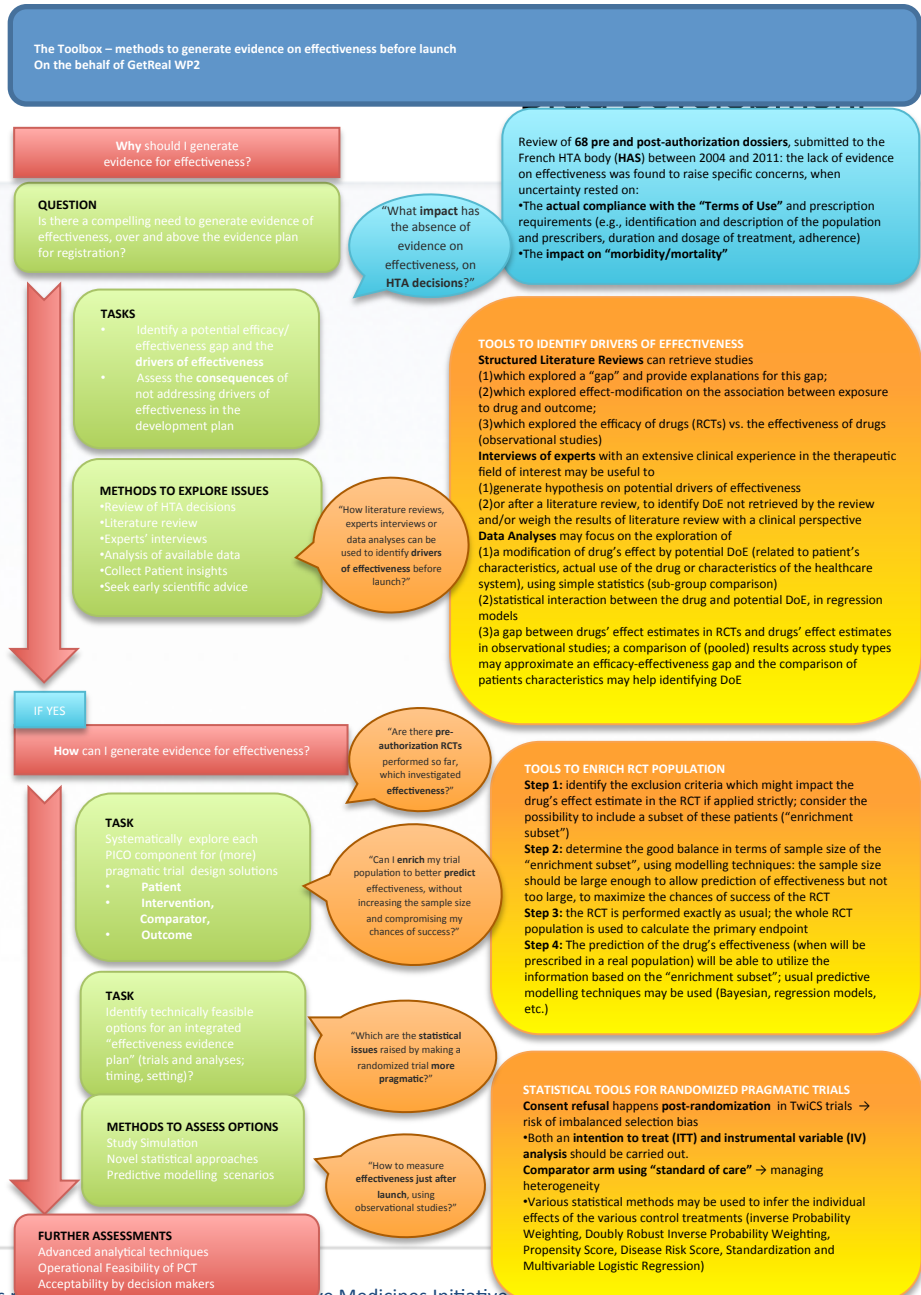 The Toolbox – methods to generate evidence on effectiveness before launch
On the behalf of GetReal WP2
Why should I generate
evidence for effectiveness?
QUESTION
Is there a compelling need to generate evidence of
effectiveness, over and above the evidence plan
for registration?
"What impact has
the absence of
evidence on
effectiveness, on
HTA decisions?"
Review of 68 pre and post-authorization dossiers, submitted to the
French HTA body (HAS) between 2004 and 2011: the lack of evidence
on effectiveness was found to raise specific concerns, when
uncertainty rested on:
•The actual compliance with the "Terms of Use" and prescription
requirements (e.g., identification and description of the population
and prescribers, duration and dosage of treatment, adherence)
•The impact on "morbidity/mortality"
TASKS
• Identify a potential efficacy/
effectiveness gap and the
drivers of effectiveness
• Assess the consequences of
not addressing drivers of
effectiveness in the
development plan
METHODS TO EXPLORE ISSUES
•Review of HTA decisions
•Literature review
•Experts' interviews
•Analysis of available data
•Collect Patient insights
•Seek early scientific advice
"How literature reviews,
experts interviews or
data analyses can be
used to identify drivers
of effectiveness before
launch?"
TOOLS TO IDENTIFY DRIVERS OF EFFECTIVENESS
Structured Literature Reviews can retrieve studies
(1)which explored a "gap" and provide explanations for this gap;
(2)which explored effect-modification on the association between exposure
to drug and outcome;
(3)which explored the efficacy of drugs (RCTs) vs. the effectiveness of drugs
(observational studies)
Interviews of experts with an extensive clinical experience in the therapeutic
field of interest may be useful to
(1)generate hypothesis on potential drivers of effectiveness
(2)or after a literature review, to identify DoE not retrieved by the review
and/or weigh the results of literature review with a clinical perspective
Data Analyses may focus on the exploration of
(1)a modification of drug's effect by potential DoE (related to patient's
characteristics, actual use of the drug or characteristics of the healthcare
system), using simple statistics (sub-group comparison)
(2)statistical interaction between the drug and potential DoE, in regression
models
(3)a gap between drugs' effect estimates in RCTs and drugs' effect estimates
in observational studies; a comparison of (pooled) results across study types
may approximate an efficacy-effectiveness gap and the comparison of
patients characteristics may help identifying DoE
IF YES
How can I generate evidence for effectiveness?
"Are there pre-
authorization RCTs
performed so far,
which investigated
effectiveness?"
TASK
Systematically explore each
PICO component for (more)
pragmatic trial design solutions
• Patient
• Intervention,
Comparator,
• Outcome
"Can I enrich my trial
population to better predict
effectiveness, without
increasing the sample size
and compromising my
chances of success?"
TOOLS TO ENRICH RCT POPULATION
Step 1: identify the exclusion criteria which might impact the
drug's effect estimate in the RCT if applied strictly; consider the
possibility to include a subset of these patients ("enrichment
subset")
Step 2: determine the good balance in terms of sample size of the
"enrichment subset", using modelling techniques: the sample size
should be large enough to allow prediction of effectiveness but not
too large, to maximize the chances of success of the RCT
Step 3: the RCT is performed exactly as usual; the whole RCT
population is used to calculate the primary endpoint
Step 4: The prediction of the drug's effectiveness (when will be
prescribed in a real population) will be able to utilize the
information based on the "enrichment subset"; usual predictive
modelling techniques may be used (Bayesian, regression models,
etc.)
TASK
Identify technically feasible
options for an integrated
"effectiveness evidence
plan" (trials and analyses;
timing, setting)?
"Which are the statistical
issues raised by making a
randomized trial more
pragmatic?"
METHODS TO ASSESS OPTIONS
Study Simulation
Novel statistical approaches
Predictive modelling scenarios
"How to measure
effectiveness just after
launch, using
observational studies?"
STATISTICAL TOOLS FOR RANDOMIZED PRAGMATIC TRIALS
Consent refusal happens post-randomization in TwiCS trials →
risk of imbalanced selection bias
•Both an intention to treat (ITT) and instrumental variable (IV)
analysis should be carried out.
Comparator arm using "standard of care" → managing
heterogeneity
•Various statistical methods may be used to infer the individual
effects of the various control treatments (inverse Probability
Weighting, Doubly Robust Inverse Probability Weighting,
Propensity Score, Disease Risk Score, Standardization and
Multivariable Logistic Regression)
FURTHER ASSESSMENTS
Advanced analytical techniques
Operational Feasibility of PCT
Acceptability by decision makers
Medicines Initiative